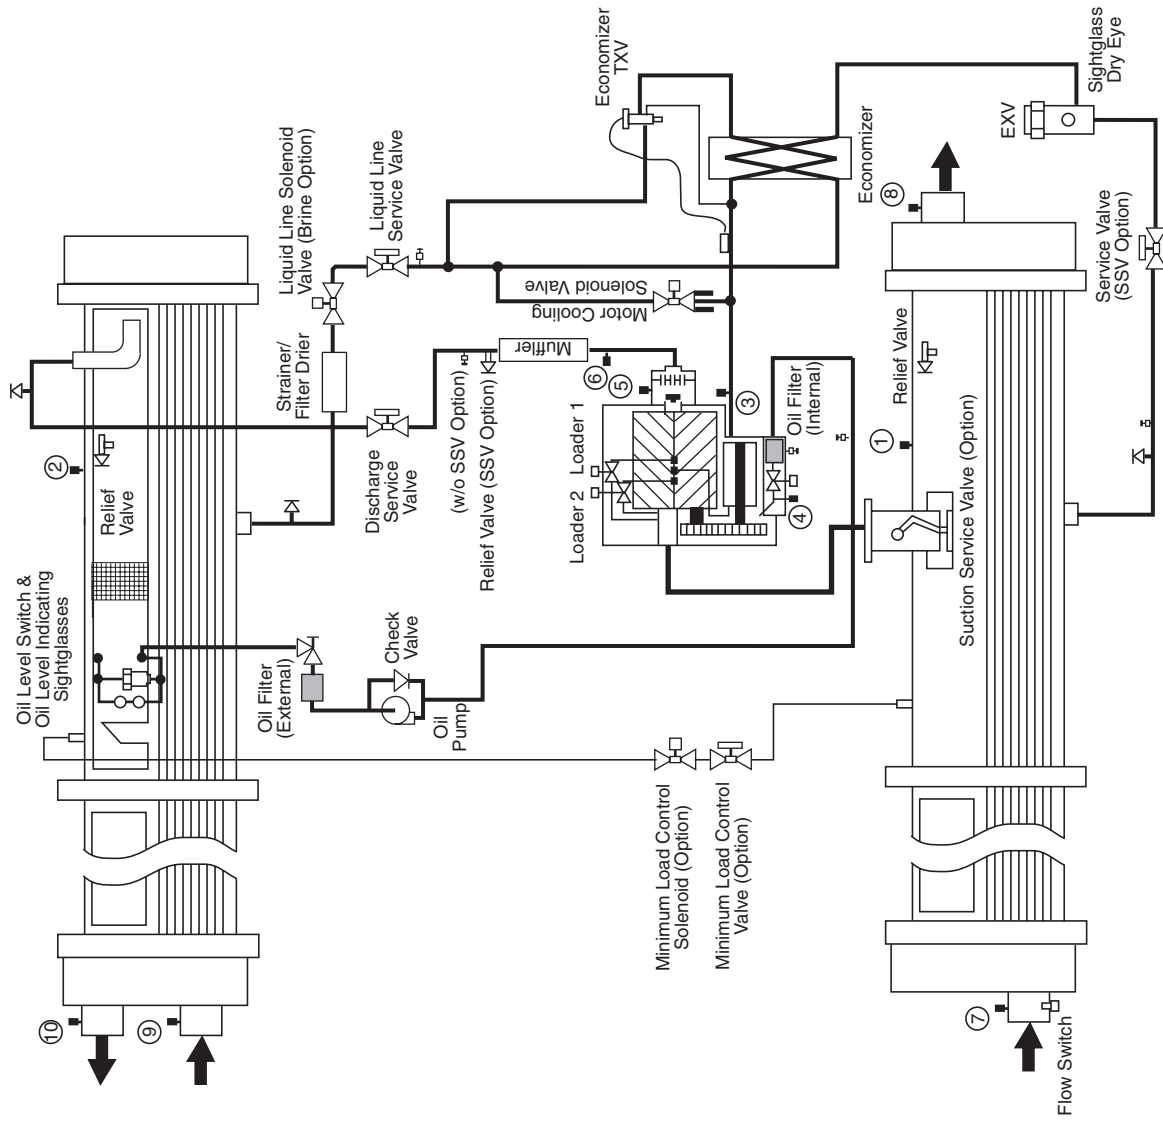 10
9
Oil Level Switch &
Oil Level Indicating
Sightglasses
2
Relief
Valve
Oil Filter
(External)
Check
Valve
Oil
Pump
Strainer/
Filter Drier
Liquid Line Solenoid
Valve (Brine Option)
Liquid Line
Service Valve
Discharge
Service
Valve
(w/o SSV Option)
Relief Valve (SSV Option)
Muffler
Motor Cooling
Solenoid Valve
Economizer
TXV
Economizer
Loader 2
Loader 1
6
5
3
4
Oil Filter
(Internal)
Minimum Load Control
Solenoid (Option)
Minimum Load Control
Valve (Option)
7
Flow Switch
Suction Service Valve (Option)
1
Relief Valve
8
EXV
Sightglass
Dry Eye
Service Valve
(SSV Option)